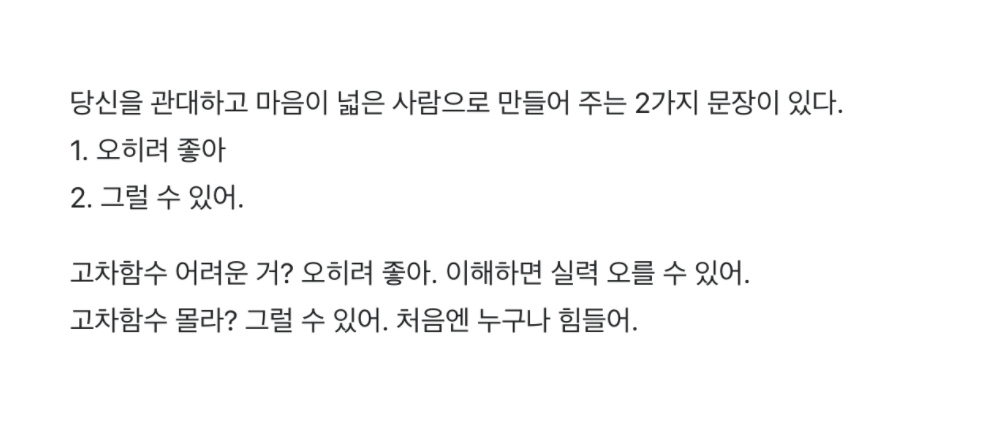 당신을 관대하고 마음이 넓은 사람으로 만들어 주는 2가지 문장이 있다.
1. 오히려 좋아
2. 그럴 수 있어.
고차함수 어려운 거? 오히려 좋아. 이해하면 실력 오를 수 있어.
고차함수 몰라? 그럴 수 있어. 처음엔 누구나 힘들어.